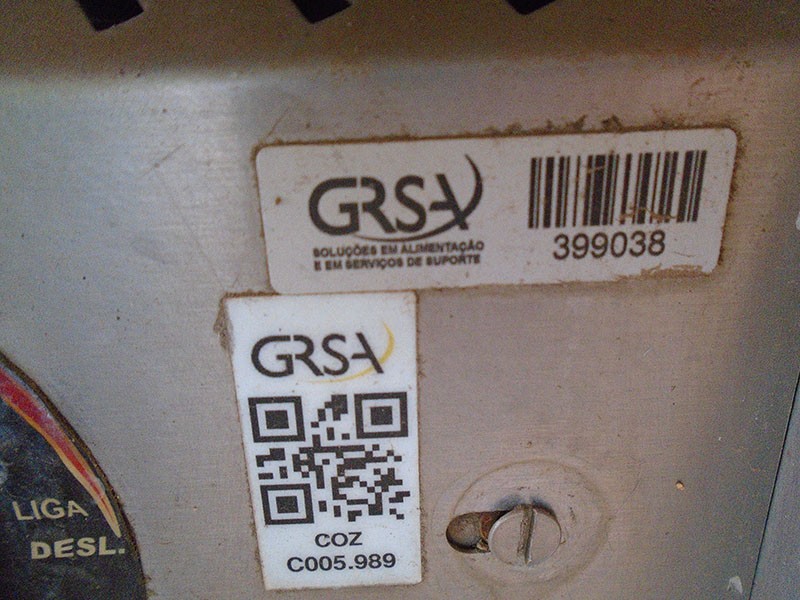 GRSA
SOLUÇÕES EM ALIMENTAÇÃO
E EM SERVIÇOS DE SUPORTE
399038
GRSA
COZ
C005.989
LIGA
DESL.